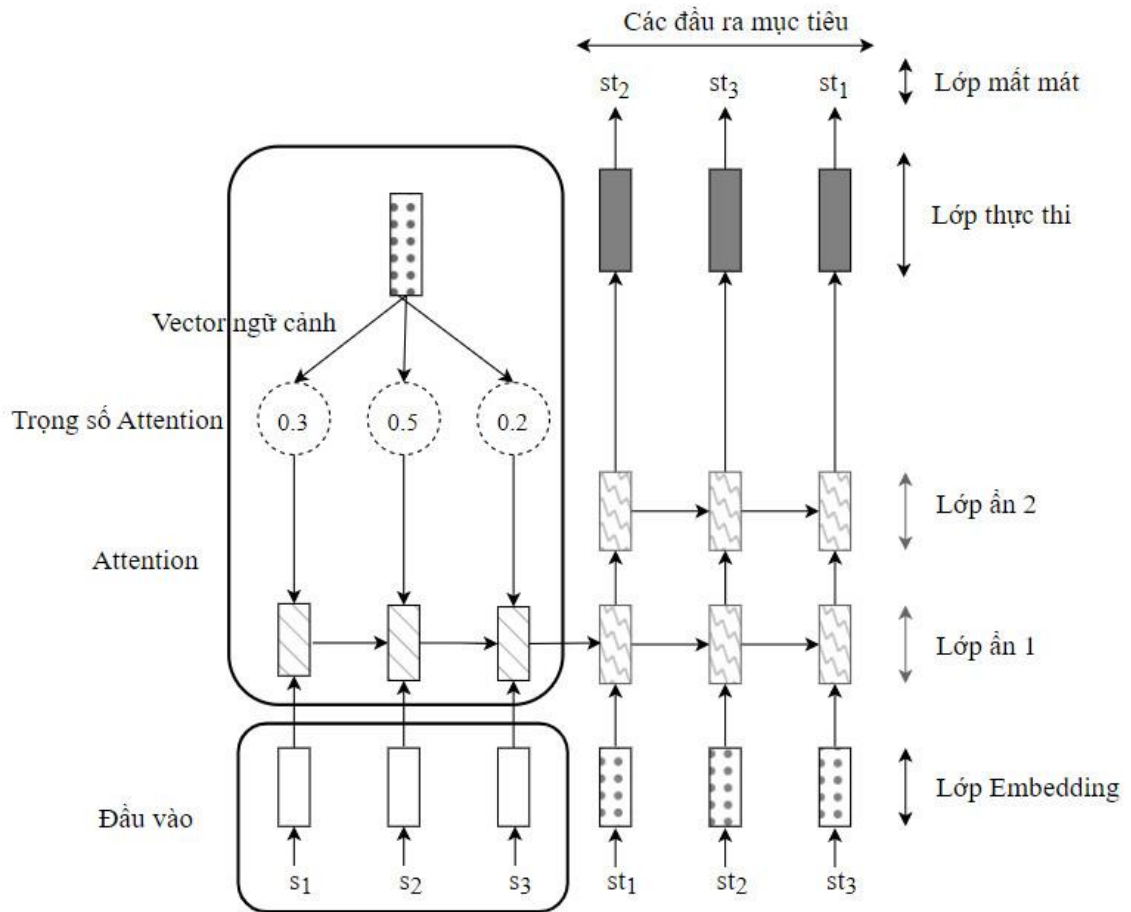 Các đầu ra mục tiêu
st2 st3 st1 Lớp mất mát
Lớp thực thi
Vector ngữ cảnh
Trọng số Attention 0.3 0.5 0.2
Lớp ẩn 2
Attention
Lớp ẩn 1
Lớp Embedding
Đầu vào
s1 s2 s3 st1 st2 st3